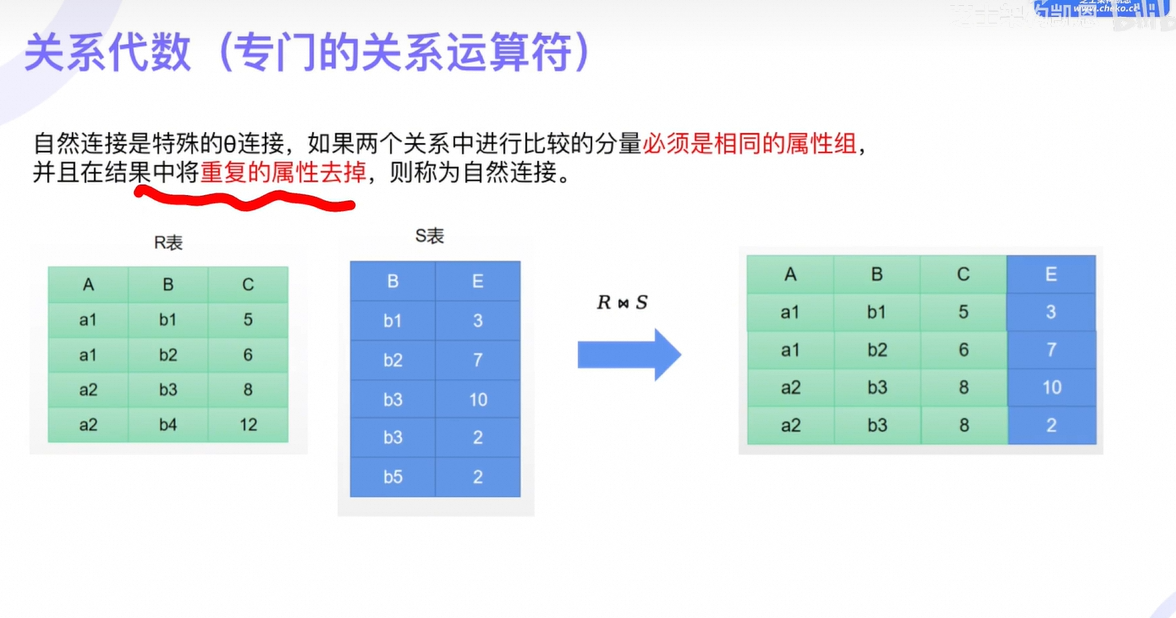 www.cheko.cc
关系代数（专门的关系运算符）
自然连接是特殊的θ连接，如果两个关系中进行比较的分量必须是相同的属性组，
并且在结果中将重复的属性去掉，则称为自然连接。
R表
A B C
a1 b1 5
a1 b2 6
a2 b3 8
a2 b4 12
S表
B E
b1 3
b2 7
b3 10
b3 2
b5 2
R ⋈ S
A B C E
a1 b1 5 3
a1 b2 6 7
a2 b3 8 10
a2 b3 8 2